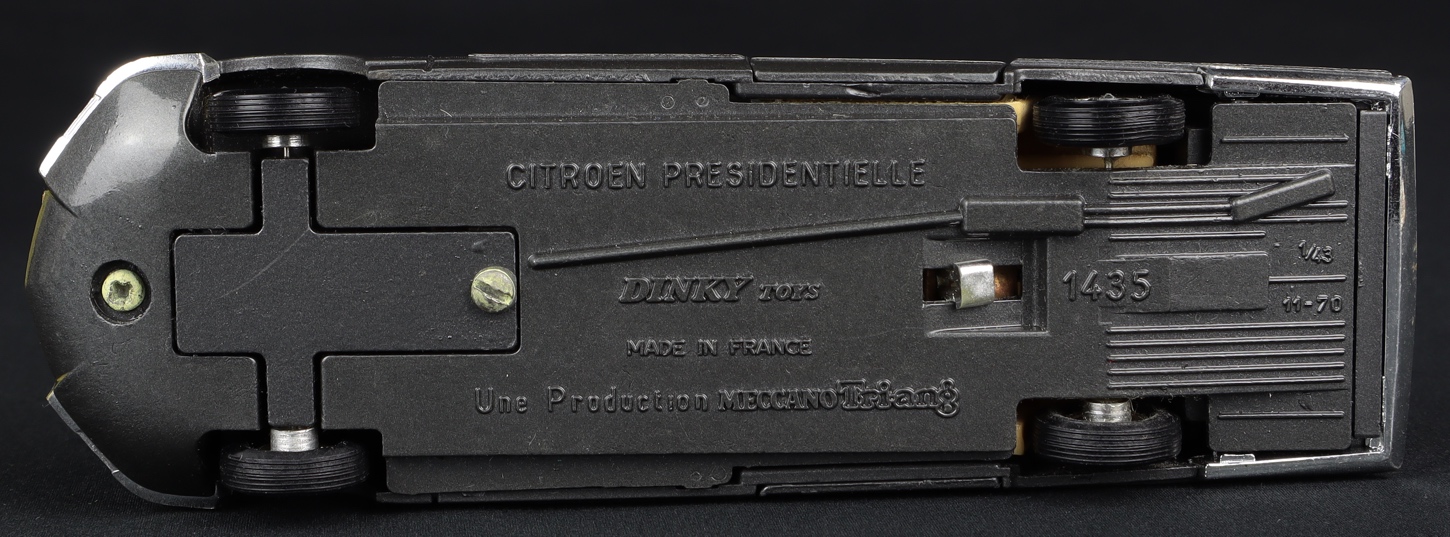 CITROEN PRESIDENTIELLE
DINKY TOYS
MADE IN FRANCE
Une Production MECCANO Tri-ang
1435
1/43
11-70